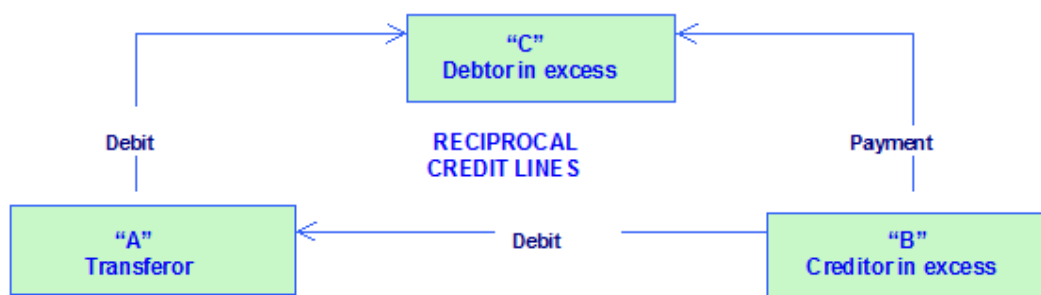 “C”
Debtor in excess
Debit
RECIPROCAL
CREDIT LINES
Payment
“A”
Transferor
Debit
“B”
Creditor in excess